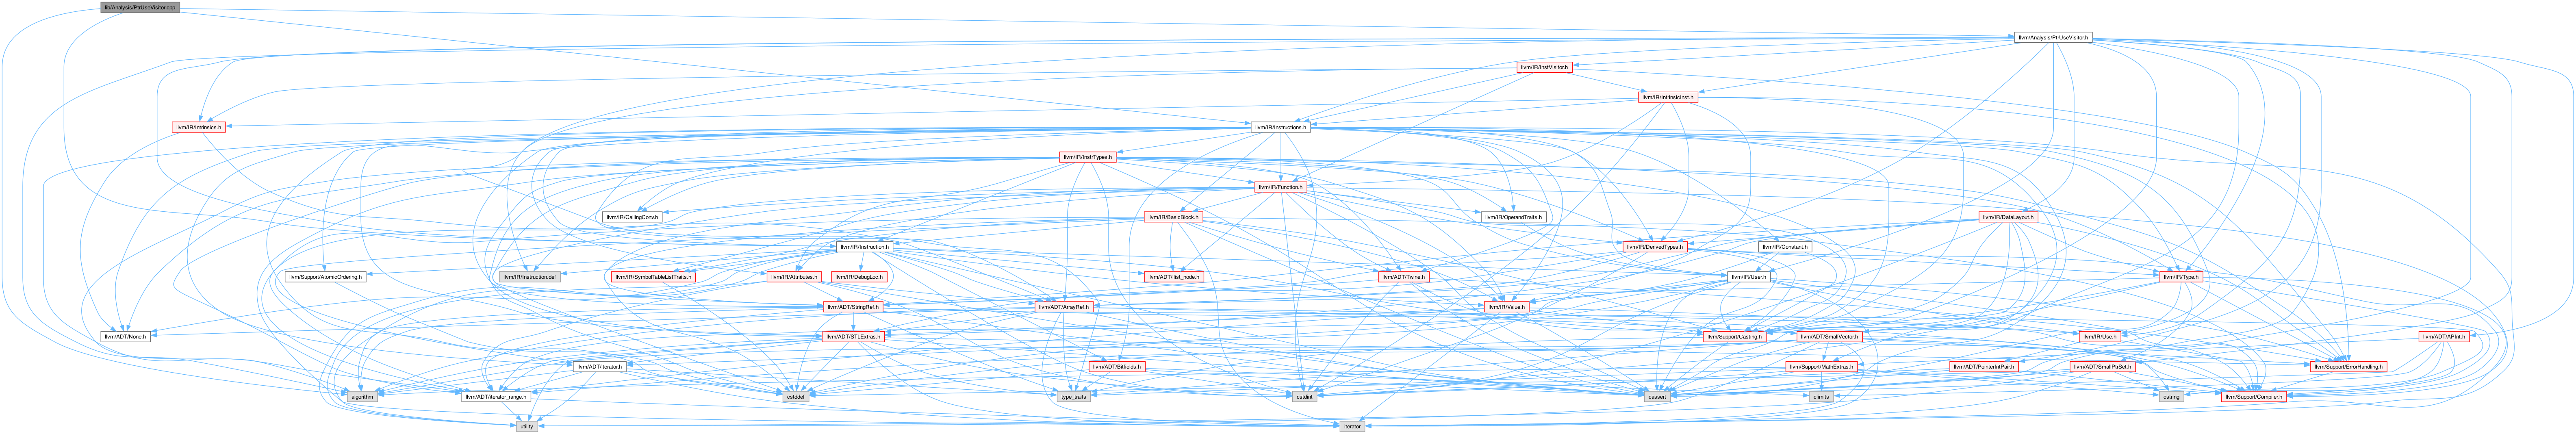 lib/Analysis/PtrUseVisitor.cpp
llvm/Analysis/PtrUseVisitor.h
llvm/IR/InstVisitor.h
llvm/IR/IntrinsicInst.h
llvm/IR/Intrinsics.h
llvm/IR/Instructions.h
llvm/IR/InstrTypes.h
llvm/IR/Function.h
llvm/IR/CallingConv.h
llvm/IR/BasicBlock.h
llvm/IR/OperandTraits.h
llvm/IR/DataLayout.h
llvm/IR/Instruction.h
llvm/IR/DerivedTypes.h
llvm/IR/Constant.h
llvm/Support/AtomicOrdering.h
llvm/IR/Instruction.def
llvm/IR/SymbolTableListTraits.h
llvm/IR/Attributes.h
llvm/IR/DebugLoc.h
llvm/ADT/ilist_node.h
llvm/ADT/Twine.h
llvm/IR/User.h
llvm/IR/Type.h
llvm/ADT/StringRef.h
llvm/ADT/ArrayRef.h
llvm/IR/Value.h
llvm/ADT/None.h
llvm/ADT/STLExtras.h
llvm/Support/Casting.h
llvm/ADT/SmallVector.h
llvm/IR/Use.h
llvm/ADT/APInt.h
llvm/ADT/iterator.h
llvm/ADT/Bitfields.h
llvm/Support/MathExtras.h
llvm/ADT/PointerIntPair.h
llvm/ADT/SmallPtrSet.h
llvm/Support/ErrorHandling.h
algorithm
llvm/ADT/iterator_range.h
cstddef
type_traits
cstdint
cassert
climits
cstring
llvm/Support/Compiler.h
utility
iterator